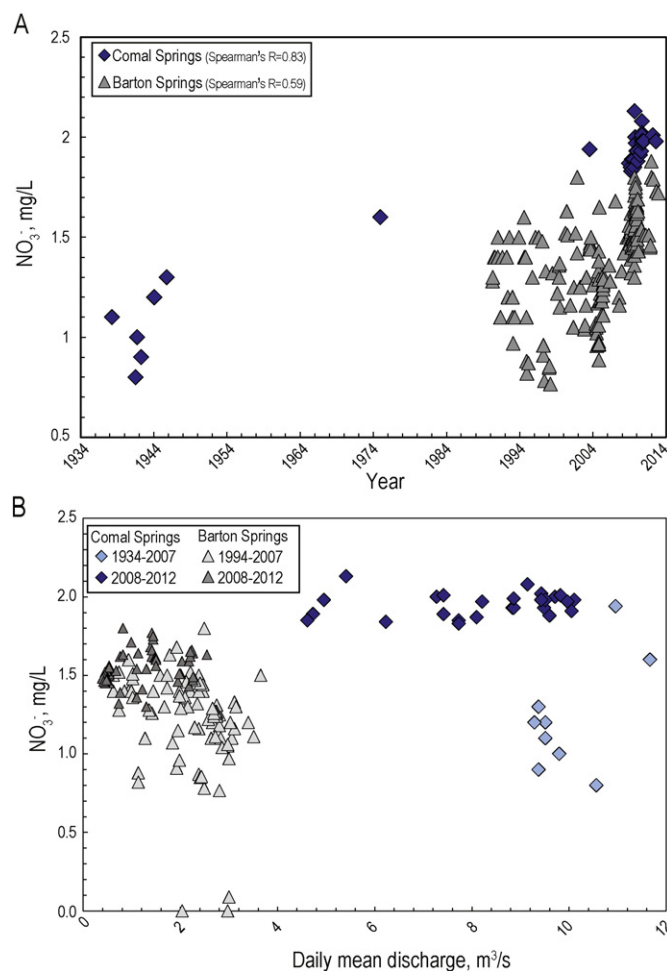 A
2.5
2
1.5
1
0.5
NO₃⁻, mg/L
Comal Springs (Spearman's R=0.83)
Barton Springs (Spearman's R=0.59)
1934
1944
1954
1964
1974
1984
1994
2004
2014
Year
B
2.5
2.0
1.5
1.0
0.5
0.0
NO₃⁻, mg/L
Comal Springs Barton Springs
1934-2007 1994-2007
2008-2012 2008-2012
0 2 4 6 8 10 12
Daily mean discharge, m³/s